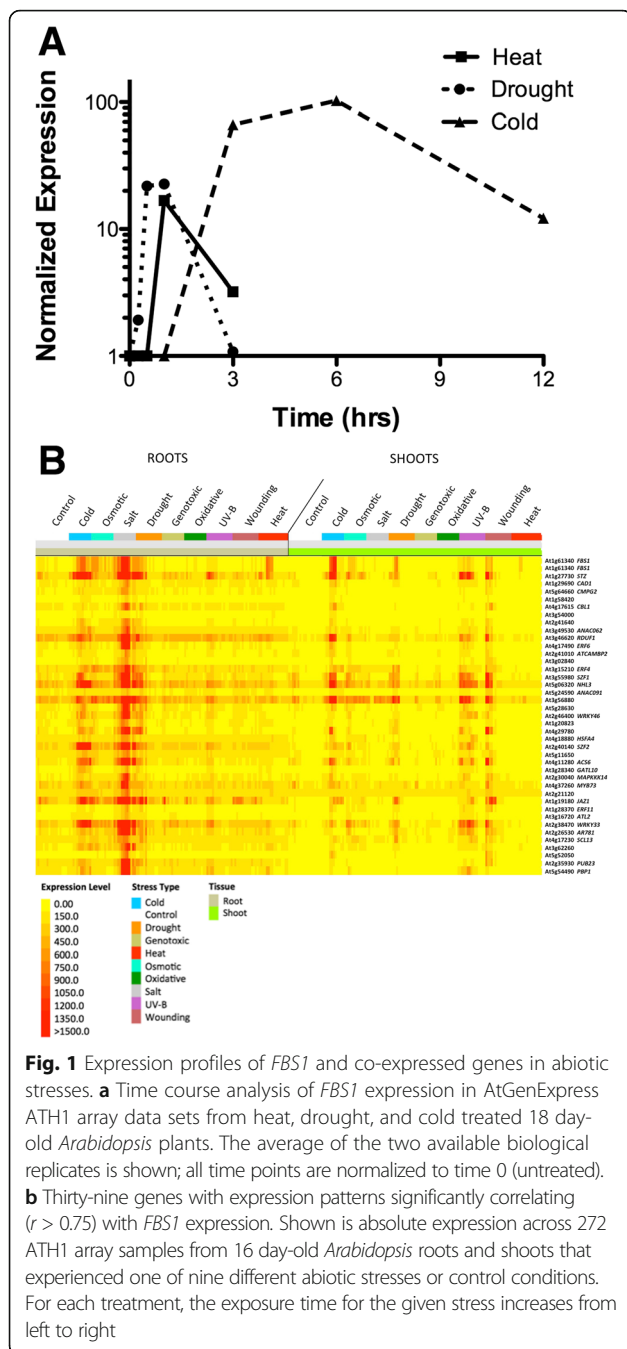 A
Heat
Drought
Cold
Normalized Expression
100
10
1
0
3
6
9
12
Time (hrs)
B
ROOTS
SHOOTS
Control
Cold
Osmotic
Salt
Drought
Genotoxic
Oxidative
UV-B
Wounding
Heat
Control
Cold
Osmotic
Salt
Drought
Genotoxic
Oxidative
UV-B
Wounding
Heat
At1g61340 FBS1
At1g61340 FBS1
At1g27730 STZ
At1g29690 CAD1
At5g64660 CMPG2
At1g58420
At4g17615 CBL1
At3g54000
At2g41640
At3g49530 ANAC062
At3g46620 RDUF1
At4g17490 ERF6
At2g41010 ATCAMBP2
At3g02840
At3g15210 ERF4
At3g55980 SZF1
At5g06320 NHL3
At5g24590 ANAC091
At3g56880
At5g28630
At2g46400 WRKY46
At1g20823
At4g29780
At4g18880 HSFA4
At2g40140 SZF2
At5g11650
At4g11280 ACS6
At3g28340 GATL10
At2g30040 MAPKKK14
At4g37260 MYB73
At2g21120
At1g19180 JAZ1
At1g28370 ERF11
At3g16720 ATL2
At2g38470 WRKY33
At2g26530 AR781
At4g17230 SCL13
At3g62260
At5g52050
At2g35930 PUB23
At5g54490 PBP1
Expression Level
0.00
150.0
300.0
450.0
600.0
750.0
900.0
1050.0
1200.0
1350.0
>1500.0
Stress Type
Cold
Control
Drought
Genotoxic
Heat
Osmotic
Oxidative
Salt
UV-B
Wounding
Tissue
Root
Shoot
Fig. 1 Expression profiles of FBS1 and co-expressed genes in abiotic
stresses. a Time course analysis of FBS1 expression in AtGenExpress
ATH1 array data sets from heat, drought, and cold treated 18 day-
old Arabidopsis plants. The average of the two available biological
replicates is shown; all time points are normalized to time 0 (untreated).
b Thirty-nine genes with expression patterns significantly correlating
(r > 0.75) with FBS1 expression. Shown is absolute expression across 272
ATH1 array samples from 16 day-old Arabidopsis roots and shoots that
experienced one of nine different abiotic stresses or control conditions.
For each treatment, the exposure time for the given stress increases from
left to right